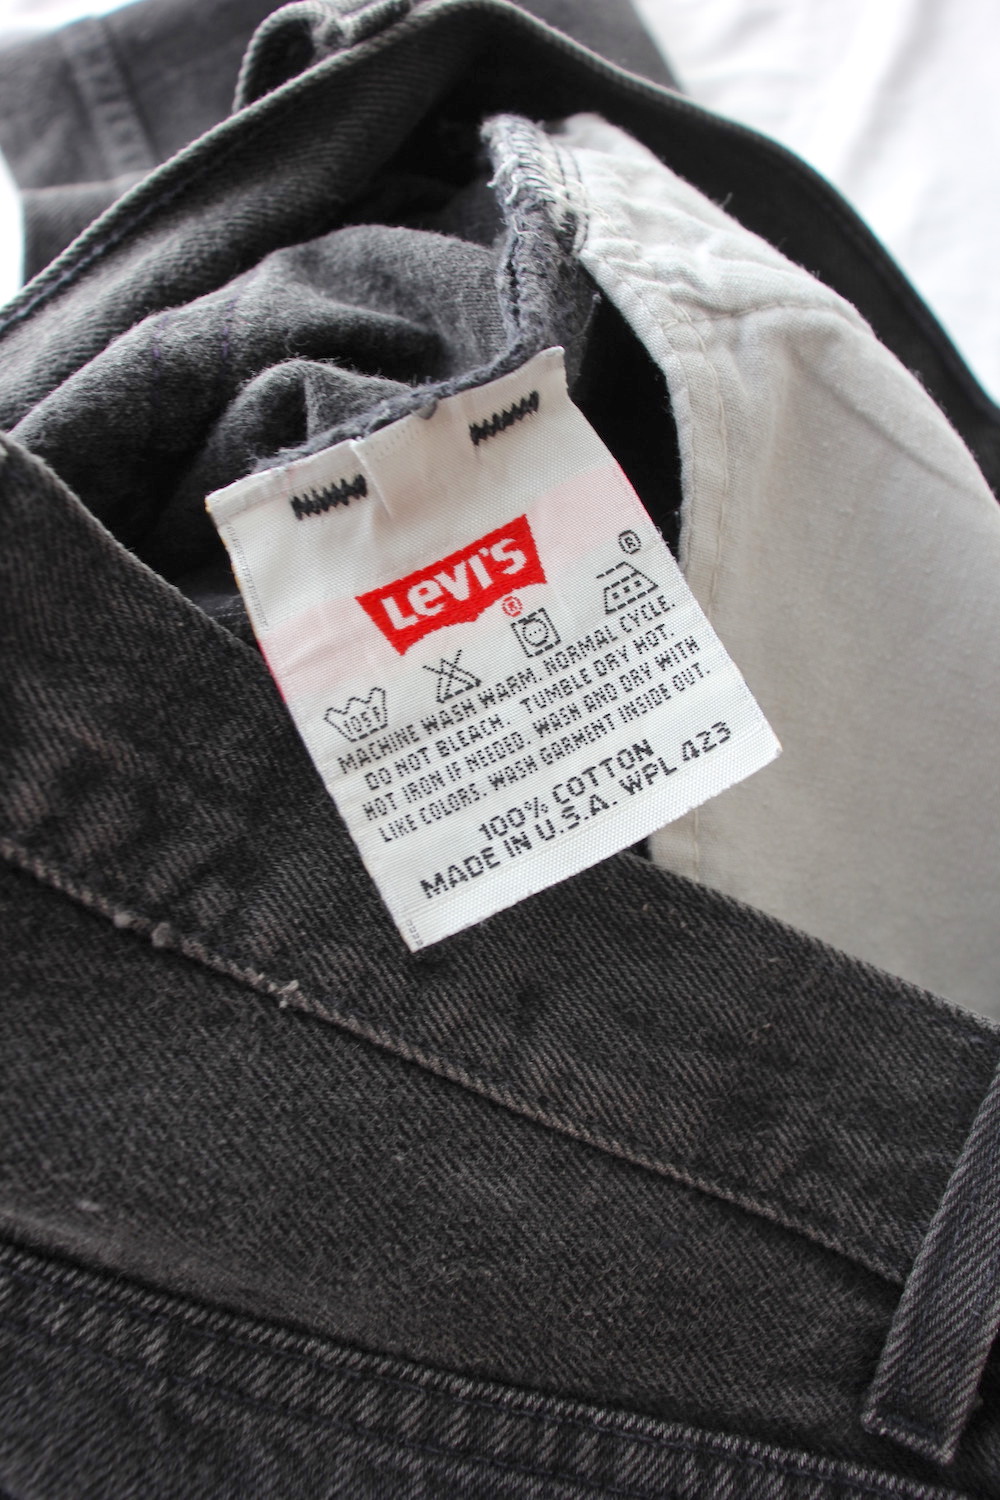 LEVI'S®
105F ®
MACHINE WASH WARM. NORMAL CYCLE.
DO NOT BLEACH. TUMBLE DRY HOT.
HOT IRON IF NEEDED. WASH AND DRY WITH
LIKE COLORS. WASH GARMENT INSIDE OUT.
100% COTTON
MADE IN U.S.A. WPL 423